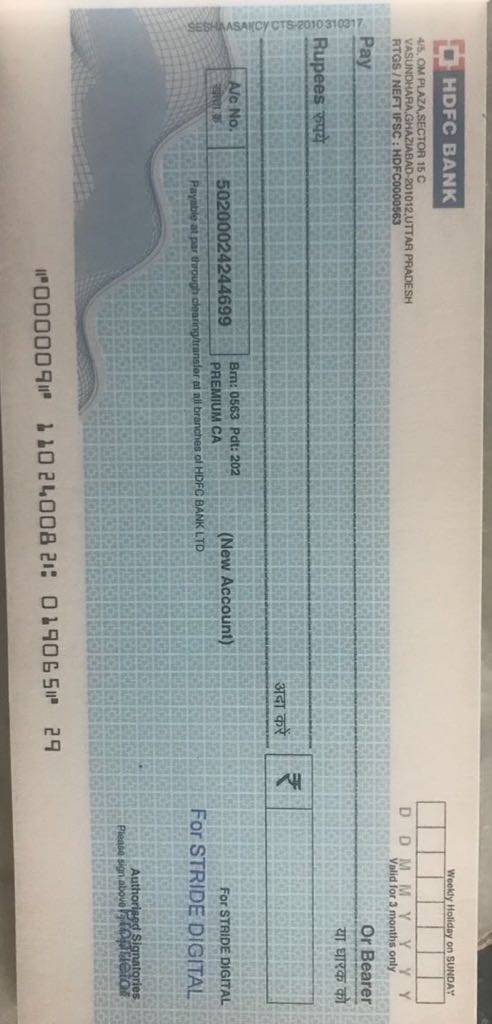 HDFC BANK
4/5, OM PLAZA,SECTOR 15 C
VASUNDHARA,GHAZIABAD-201012,UTTAR PRADESH
RTGS / NEFT IFSC : HDFC0000563
Weekly Holiday on SUNDAY
D D M M Y Y Y Y
Valid for 3 months only
Pay
Or Bearer
या धारक को
Rupees रुपये
अदा करें
₹
A/c No.
खाता क्र.
50200024244699
Brn: 0563 Pdt: 202
PREMIUM CA
(New Account)
For STRIDE DIGITAL
Payable at par through clearing/transfer at all branches of HDFC BANK LTD
For STRIDE DIGITAL
SESHAASAI(C)/ CTS-2010 310317
Authorised Signatories
Please sign above
Proprietor
⑈000009⑈ 110240082⑆ 019065⑈ 29